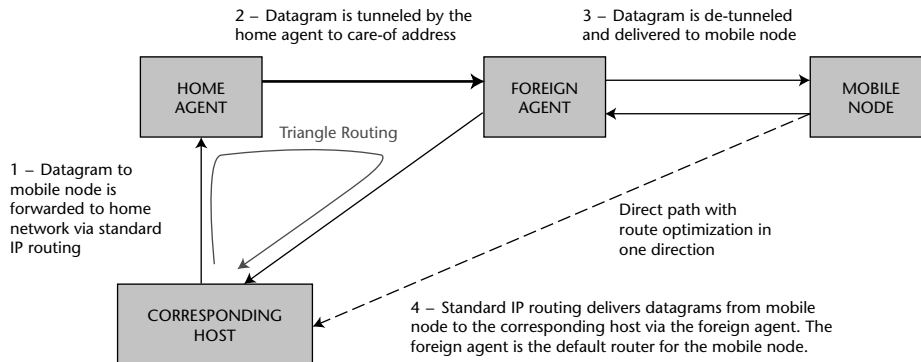 2 – Datagram is tunneled by the
home agent to care-of address
3 – Datagram is de-tunneled
and delivered to mobile node
HOME
AGENT
FOREIGN
AGENT
MOBILE
NODE
Triangle Routing
1 – Datagram to
mobile node is
forwarded to home
network via standard
IP routing
Direct path with
route optimization in
one direction
CORRESPONDING
HOST
4 – Standard IP routing delivers datagrams from mobile
node to the corresponding host via the foreign agent. The
foreign agent is the default router for the mobile node.